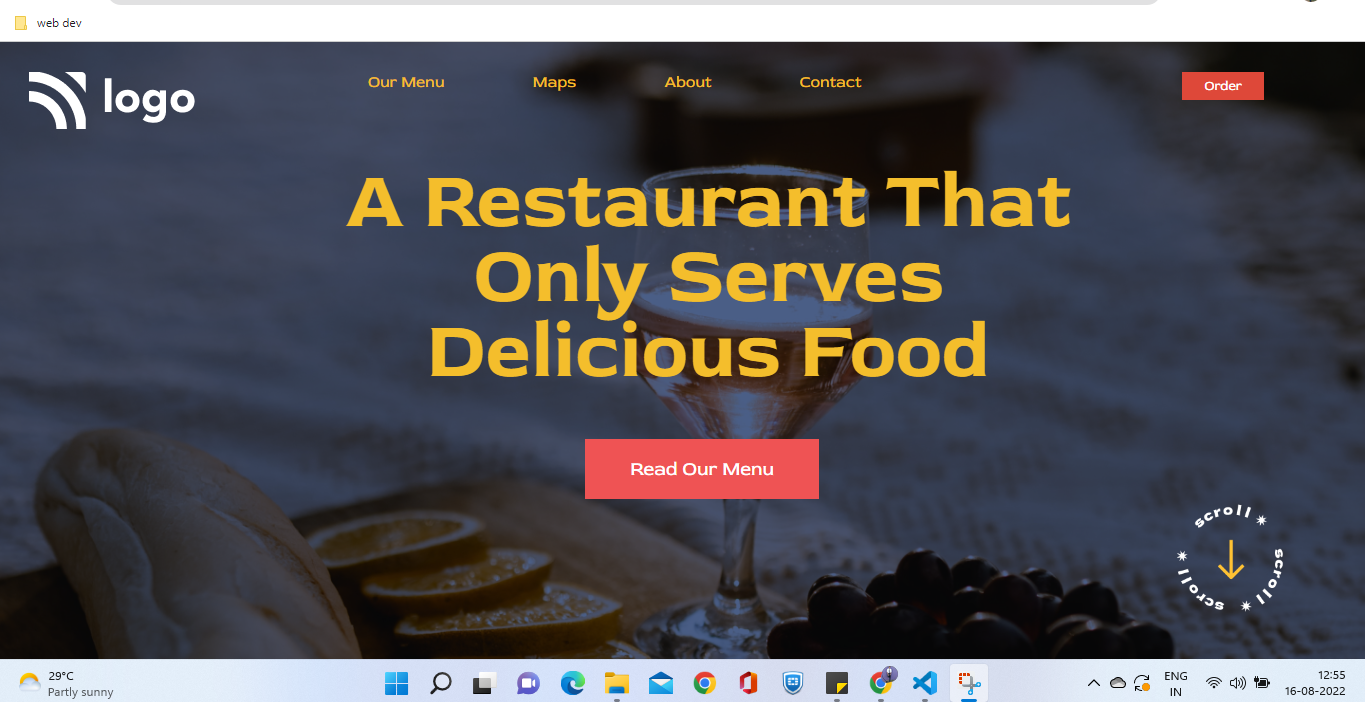 web dev
logo
Our Menu
Maps
About
Contact
Order
A Restaurant That
Only Serves
Delicious Food
Read Our Menu
scroll * scroll * scroll * scroll
29°C
Partly sunny
ENG
IN
12:55
16-08-2022